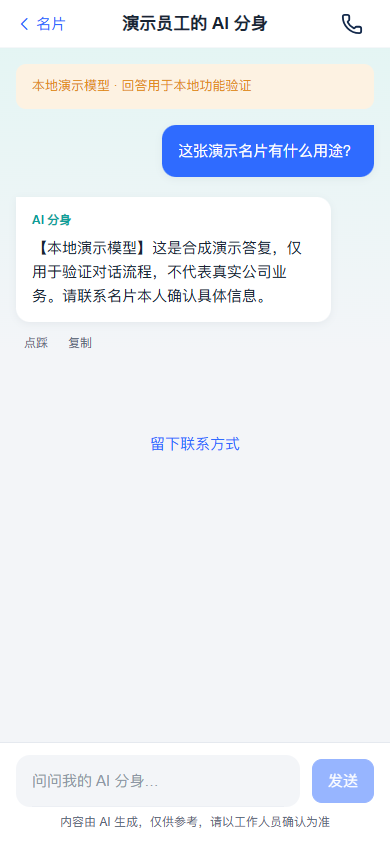 名片
演示员工的 AI 分身
本地演示模型 · 回答用于本地功能验证
这张演示名片有什么用途?
AI 分身
【本地演示模型】这是合成演示答复，仅
用于验证对话流程，不代表真实公司业
务。请联系名片本人确认具体信息。
点踩 复制
留下联系方式
问问我的 AI 分身...
发送
内容由 AI 生成，仅供参考，请以工作人员确认为准